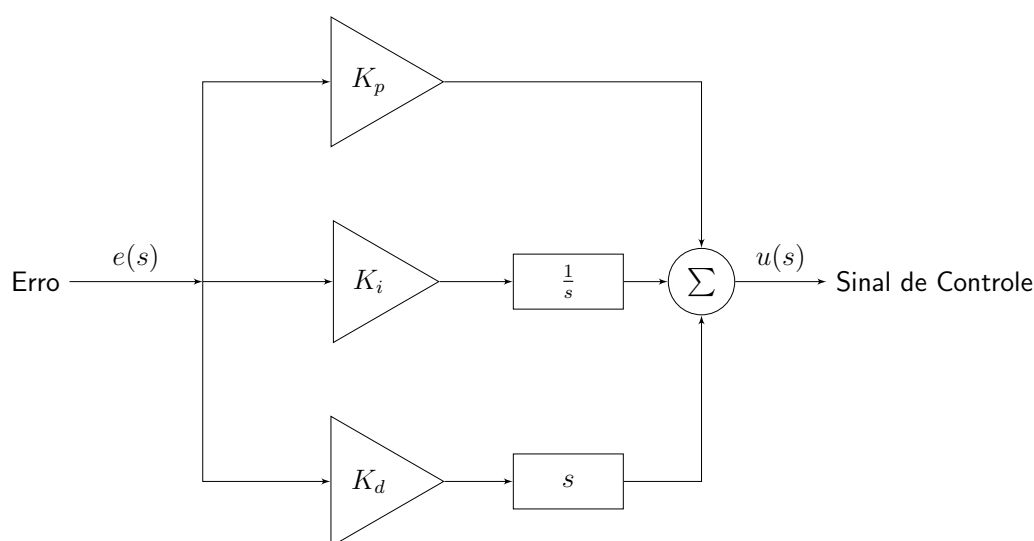 K_p
e(s)
u(s)
Erro
K_i
1/s
∑
Sinal de Controle
K_d
s